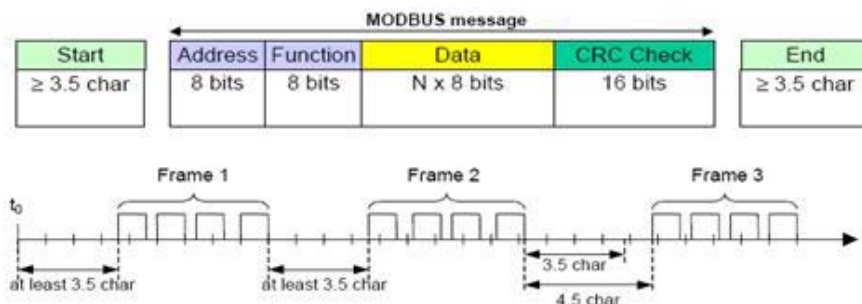 MODBUS message
Start Address Function Data CRC Check End
≥ 3.5 char 8 bits 8 bits N x 8 bits 16 bits ≥ 3.5 char
Frame 1 Frame 2 Frame 3
t0
at least 3.5 char at least 3.5 char 3.5 char
4.5 char